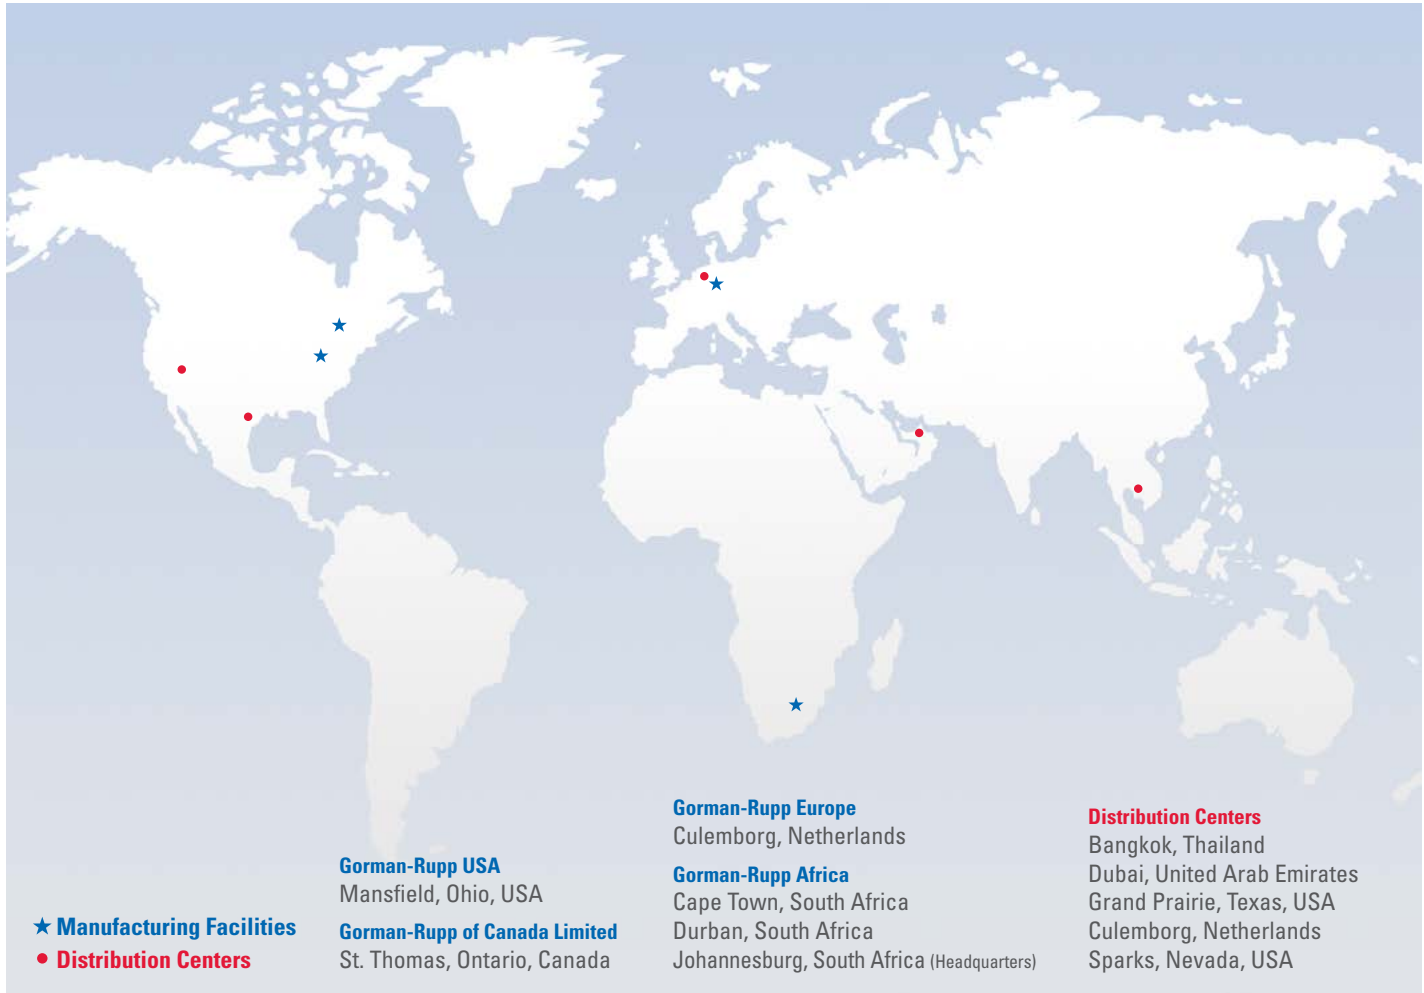 ★ Manufacturing Facilities
● Distribution Centers
Gorman-Rupp USA
Mansfield, Ohio, USA
Gorman-Rupp of Canada Limited
St. Thomas, Ontario, Canada
Gorman-Rupp Europe
Culemborg, Netherlands
Gorman-Rupp Africa
Cape Town, South Africa
Durban, South Africa
Johannesburg, South Africa (Headquarters)
Distribution Centers
Bangkok, Thailand
Dubai, United Arab Emirates
Grand Prairie, Texas, USA
Culemborg, Netherlands
Sparks, Nevada, USA